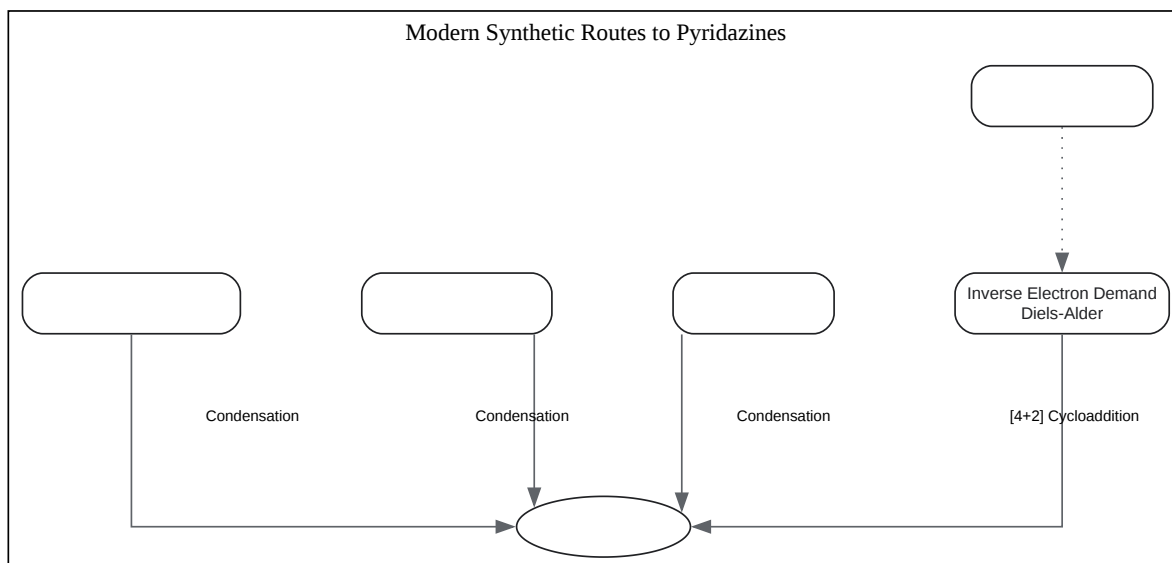 Modern Synthetic Routes to Pyridazines
Inverse Electron Demand
Diels-Alder
Condensation
Condensation
Condensation
[4+2] Cycloaddition